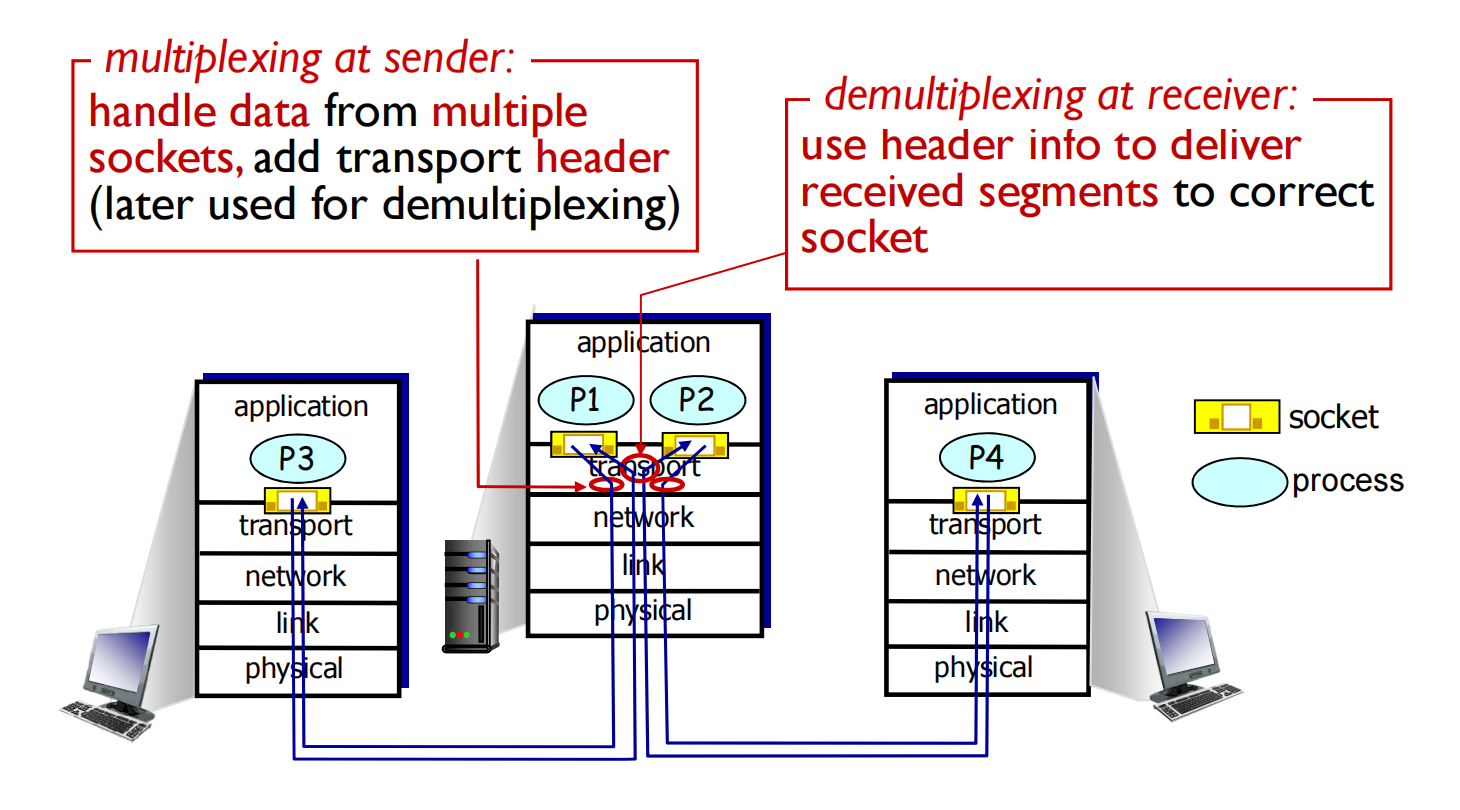 multiplexing at sender:
handle data from multiple
sockets, add transport header
(later used for demultiplexing)
demultiplexing at receiver:
use header info to deliver
received segments to correct
socket
application
P3
transport
network
link
physical
application
P1 P2
transport
network
link
physical
application
P4
transport
network
link
physical
socket
process